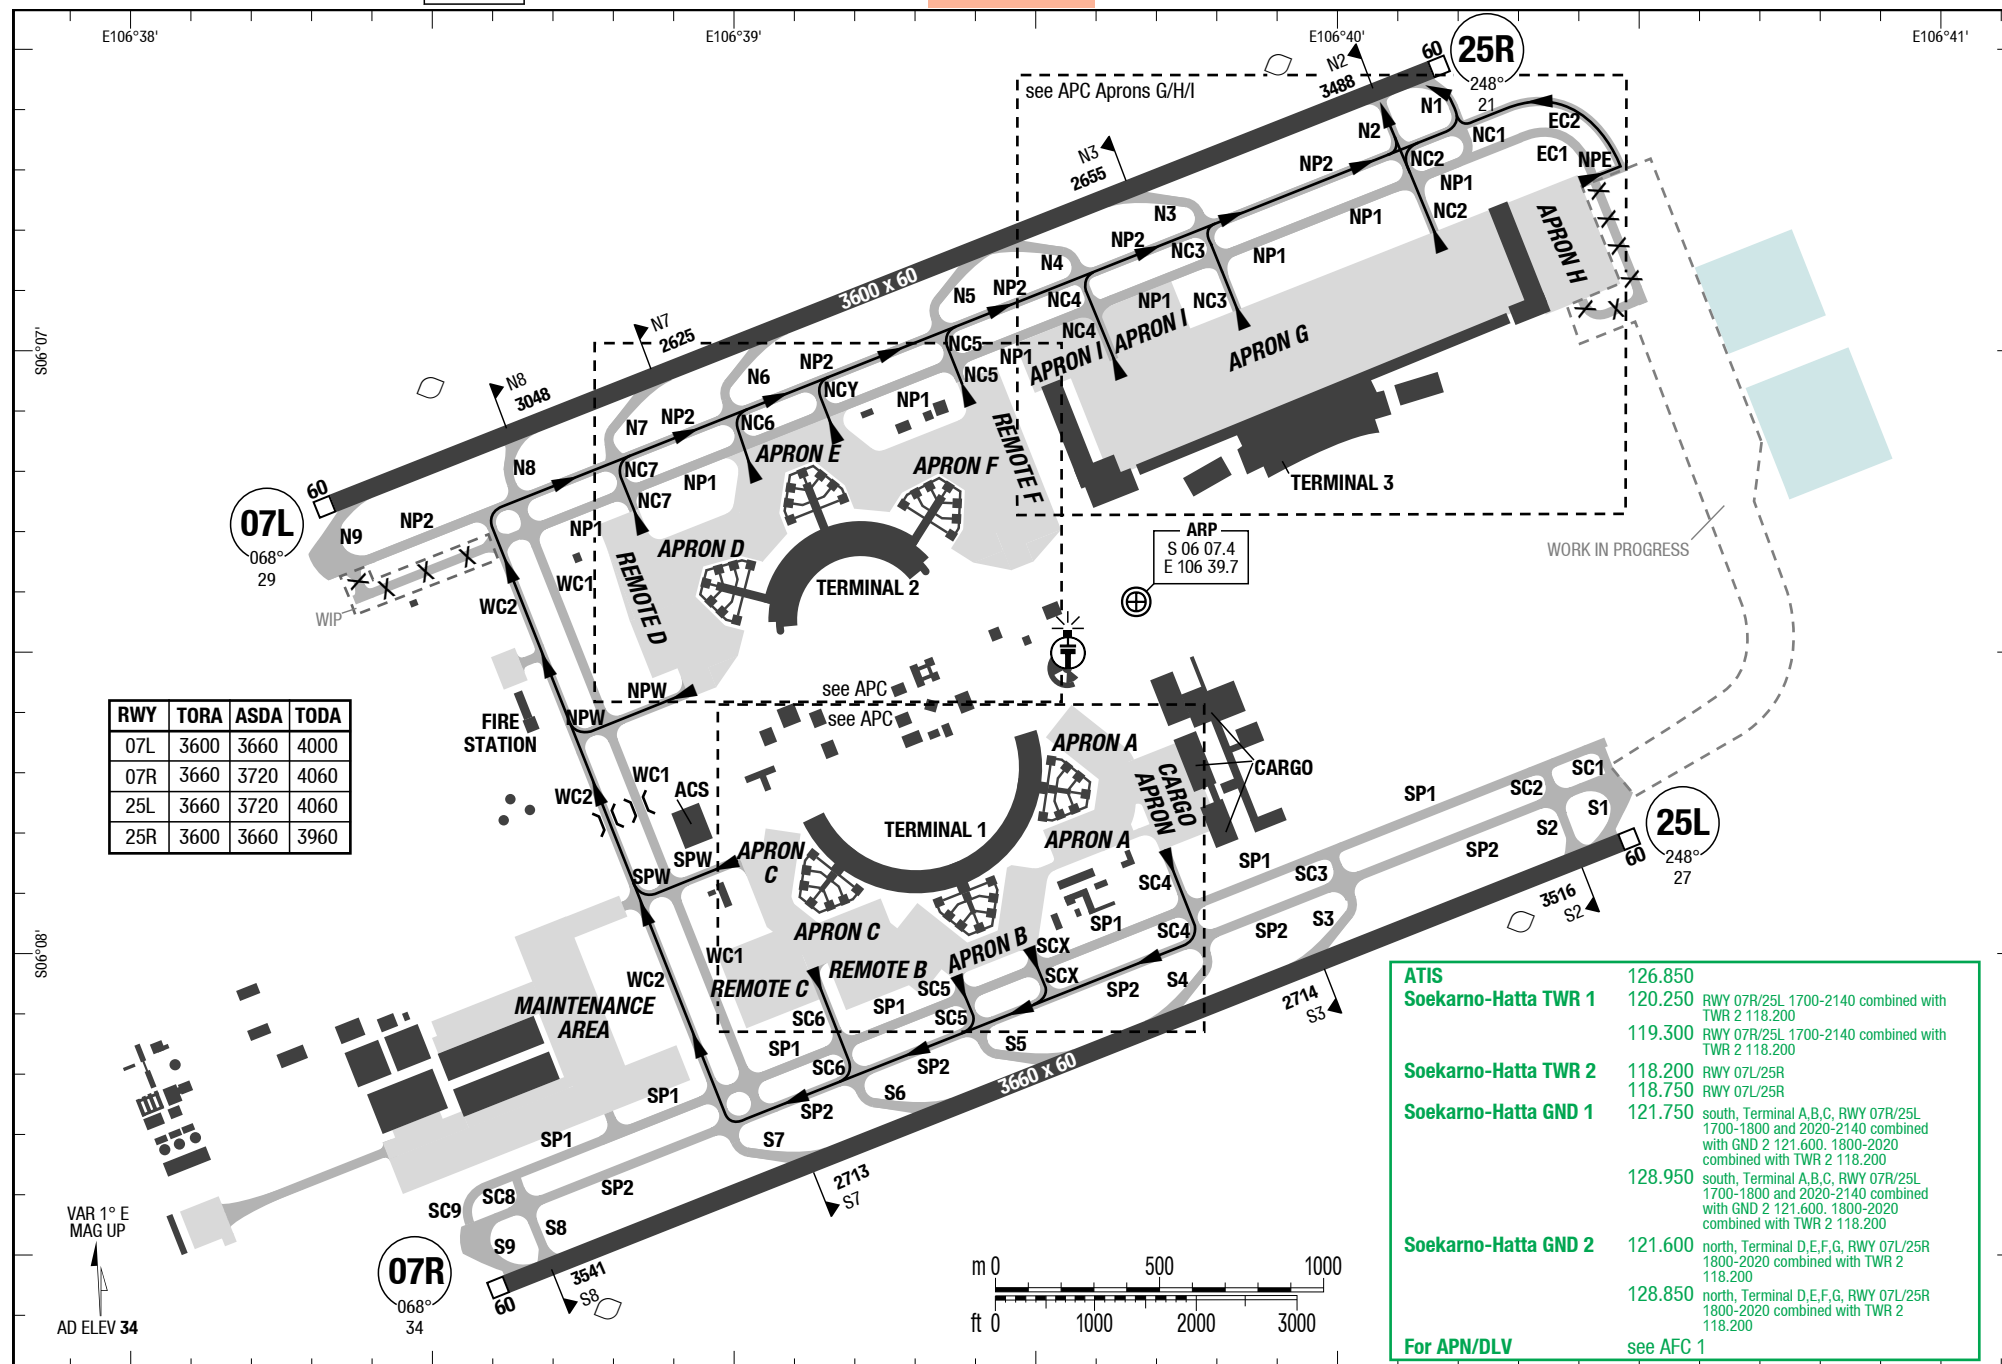 E106°38'
E106°39'
E106°40'
E106°41'
S06°07'
S06°08'
60
25R
248°
21
N2
3488
see APC Aprons G/H/I
N1
N2
EC2
NC1
EC1
NPE
NC2
NP2
NP1
NC2
NP1
APRON H
N3
2655
N3
NP2
NC3
NP1
3600 x 60
N4
N5
NP2
NC4
NP1
NC3
NC4
APRON I
APRON I
APRON G
N7
2625
NC5
NP1
NC5
N6
NP2
NCY
NP1
N8
3048
N7
NP2
NC6
APRON E
APRON F
REMOTE F
60
07L
068°
29
N8
NC7
NC7
NP1
TERMINAL 3
N9
NP2
NP1
APRON D
ARP
S 06 07.4
E 106 39.7
WORK IN PROGRESS
WIP
WC1
WC2
REMOTE D
TERMINAL 2
NPW
NPW
see APC
see APC
RWY TORA ASDA TODA
07L 3600 3660 4000
07R 3660 3720 4060
25L 3660 3720 4060
25R 3600 3660 3960
FIRE
STATION
WC1
WC2
ACS
APRON A
CARGO
APRON
CARGO
SP1
SC2
SC1
S1
S2
25L
248°
27
60
TERMINAL 1
APRON A
SPW
SPW
APRON
C
SC4
SP1
SC3
SP2
3516
S2
APRON C
APRON B
SCX
SP1
SC4
SP2
S3
WC1
WC2
REMOTE C
REMOTE B
SC5
SCX
SP2
S4
2714
S3
MAINTENANCE
AREA
SC6
SP1
SC5
S5
SP1
SC6
SP2
3660 x 60
S6
SP1
SP2
SP1
S7
SP2
2713
S7
SC9
SC8
S8
S9
VAR 1° E
MAG UP
AD ELEV 34
07R
068°
34
60
3541
S8
m 0 500 1000
ft 0 1000 2000 3000
ATIS 126.850
Soekarno-Hatta TWR 1 120.250 RWY 07R/25L 1700-2140 combined with
TWR 2 118.200
119.300 RWY 07R/25L 1700-2140 combined with
TWR 2 118.200
Soekarno-Hatta TWR 2 118.200 RWY 07L/25R
118.750 RWY 07L/25R
Soekarno-Hatta GND 1 121.750 south, Terminal A,B,C, RWY 07R/25L
1700-1800 and 2020-2140 combined
with GND 2 121.600. 1800-2020
combined with TWR 2 118.200
128.950 south, Terminal A,B,C, RWY 07R/25L
1700-1800 and 2020-2140 combined
with GND 2 121.600. 1800-2020
combined with TWR 2 118.200
Soekarno-Hatta GND 2 121.600 north, Terminal D,E,F,G, RWY 07L/25R
1800-2020 combined with TWR 2
118.200
128.850 north, Terminal D,E,F,G, RWY 07L/25R
1800-2020 combined with TWR 2
118.200
For APN/DLV see AFC 1